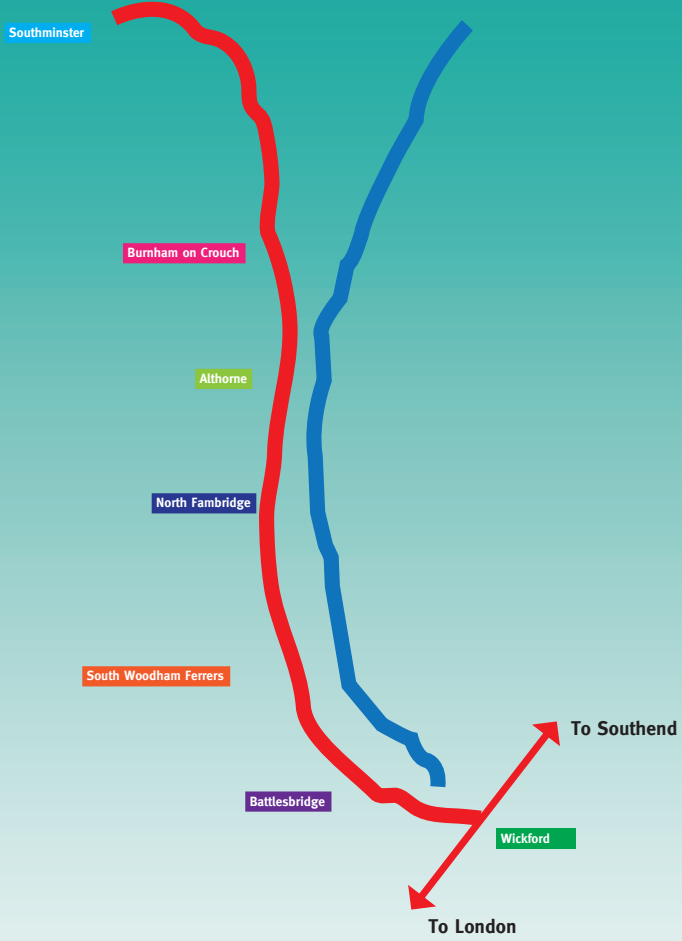 Southminster
Burnham on Crouch
Althorne
North Fambridge
South Woodham Ferrers
To Southend
Battlesbridge
Wickford
To London